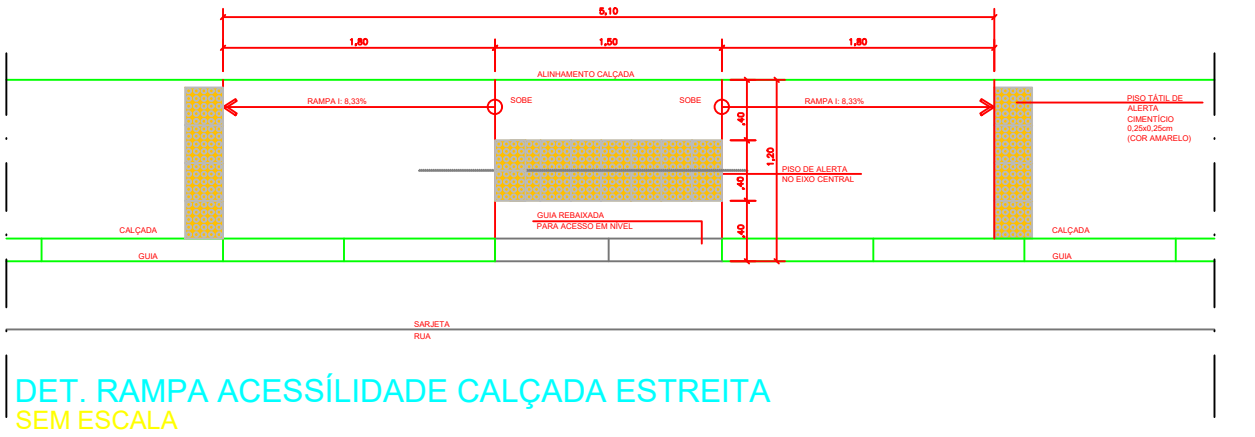 5,10
1,80
1,50
1,80
ALINHAMENTO CALÇADA
RAMPA I: 8,33%
SOBE
SOBE
RAMPA I: 8,33%
PISO TÁTIL DE
ALERTA
CIMENTÍCIO
0,25x0,25cm
(COR AMARELO)
,40
1,20
PISO DE ALERTA
NO EIXO CENTRAL
,40
GUIA REBAIXADA
PARA ACESSO EM NÍVEL
,40
CALÇADA
CALÇADA
GUIA
GUIA
SARJETA
RUA
DET. RAMPA ACESSÍLIDADE CALÇADA ESTREITA
SEM ESCALA